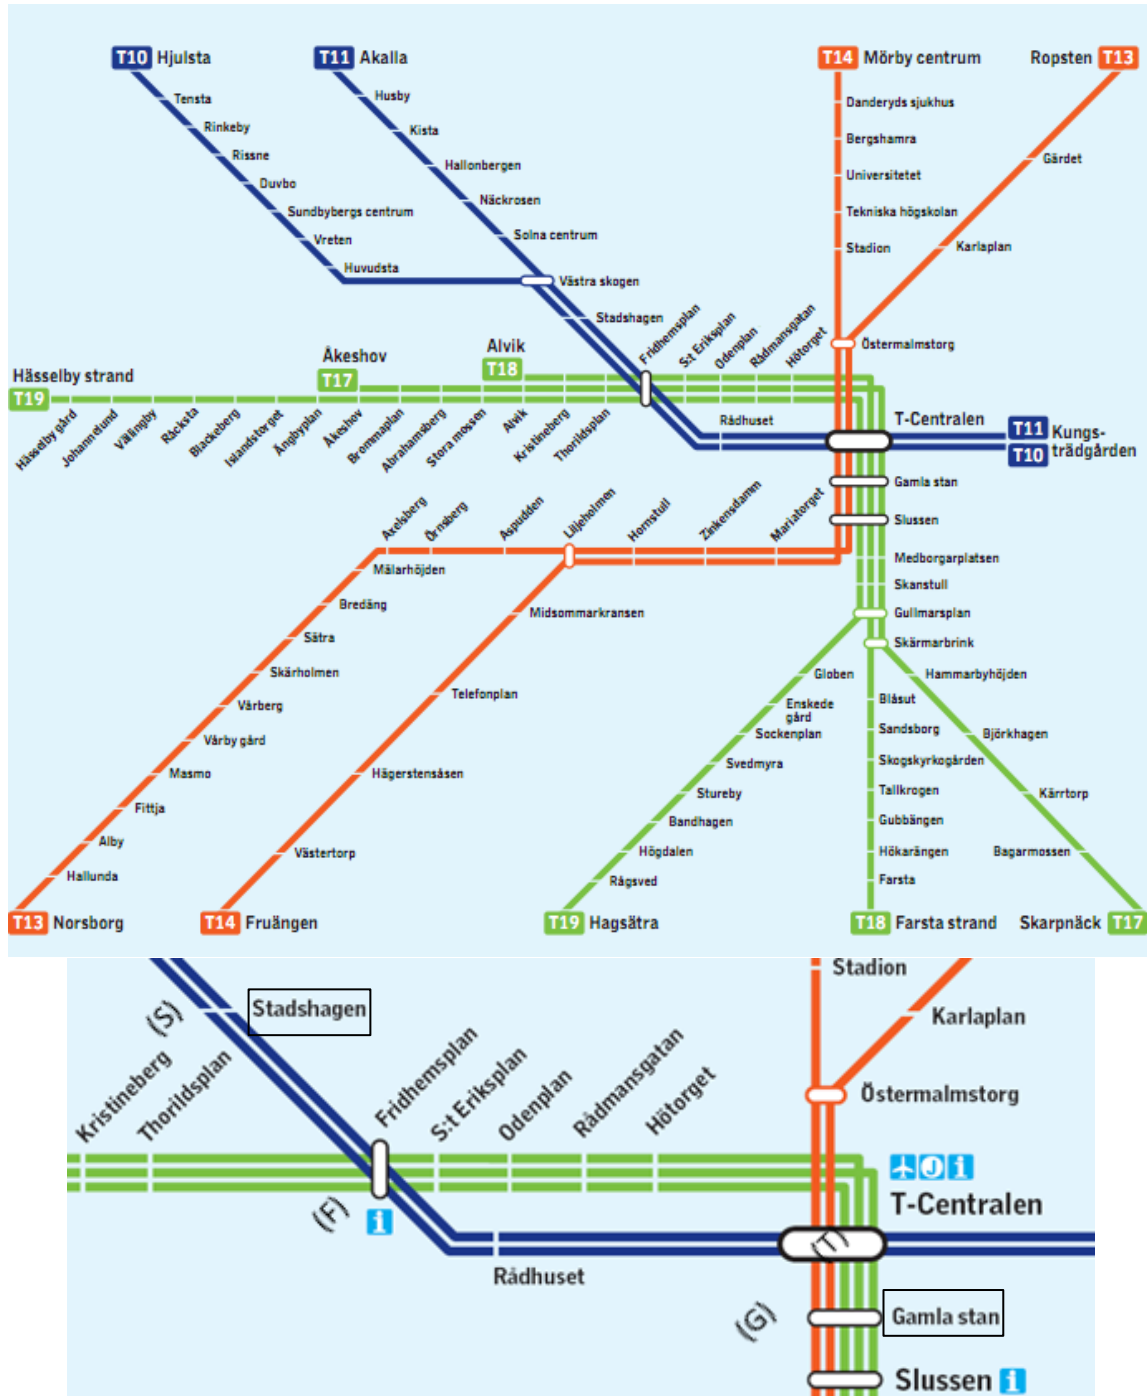 T10 Hjulsta
T11 Akalla
T14 Mörby centrum
Ropsten T13
Tensta
Rinkeby
Rissne
Duvbo
Sundbybergs centrum
Vreten
Huvudsta
Husby
Kista
Hallonbergen
Näckrosen
Solna centrum
Västra skogen
Stadshagen
Danderyds sjukhus
Bergshamra
Universitetet
Tekniska högskolan
Stadion
Gärdet
Karlaplan
Östermalmstorg
Fridhemsplan
S:t Eriksplan
Odenplan
Rådmansgatan
Hötorget
Alvik
T18
Åkeshov
T17
Hässelby strand
T19
Hässelby gård
Johannelund
Vällingby
Råcksta
Blackeberg
Islandstorget
Ängbyplan
Åkeshov
Brommaplan
Abrahamsberg
Stora mossen
Alvik
Kristineberg
Thorildsplan
Rådhuset
T-Centralen
T11
T10
Kungs-
trädgården
Gamla stan
Slussen
Medborgarplatsen
Skanstull
Gullmarsplan
Skärmarbrink
Axelsberg
Örnsberg
Aspudden
Liljeholmen
Hornstull
Zinkensdamm
Mariatorget
Mälarhöjden
Bredäng
Sätra
Skärholmen
Vårberg
Vårby gård
Masmo
Fittja
Alby
Hallunda
Midsommarkransen
Telefonplan
Hägerstensåsen
Västertorp
Globen
Enskede
gård
Sockenplan
Svedmyra
Stureby
Bandhagen
Högdalen
Rågsved
Hammarbyhöjden
Blåsut
Sandsborg
Skogskyrkogården
Tallkrogen
Gubbängen
Hökarängen
Farsta
Björkhagen
Kärrtorp
Bagarmossen
T13 Norsborg
T14 Fruängen
T19 Hagsätra
T18 Farsta strand
Skarpnäck T17
Stadion
(S)
Stadshagen
Karlaplan
Kristineberg
Thorildsplan
Fridhemsplan
S:t Eriksplan
Odenplan
Rådmansgatan
Hötorget
Östermalmstorg
J i
T-Centralen
(F)
i
(T)
Rådhuset
(G)
Gamla stan
Slussen i